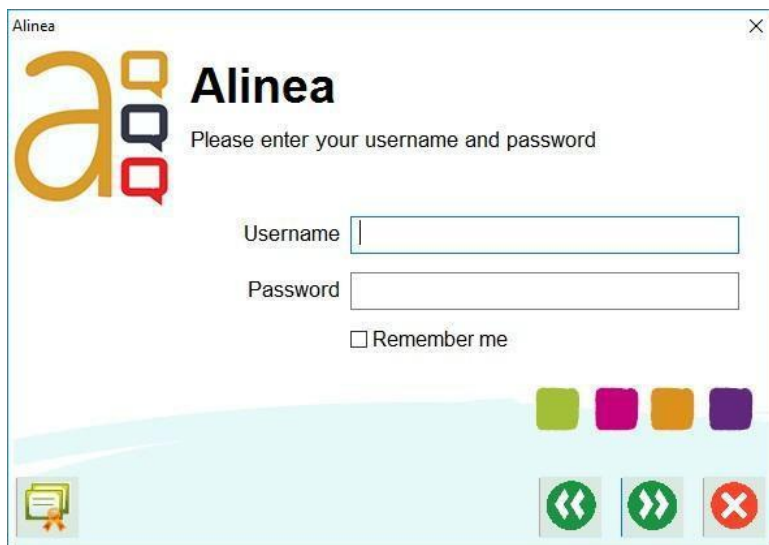 Alinea
Alinea
Please enter your username and password
Username
Password
Remember me